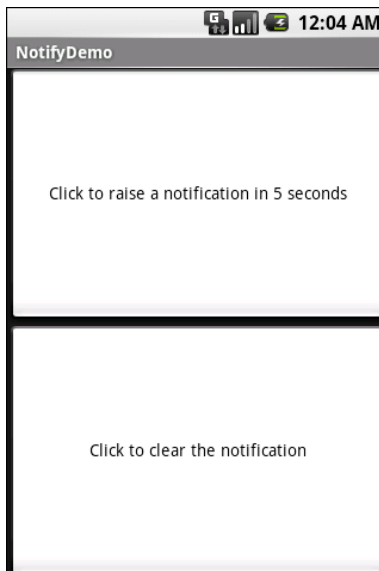 G
12:04 AM
NotifyDemo
Click to raise a notification in 5 seconds
Click to clear the notification